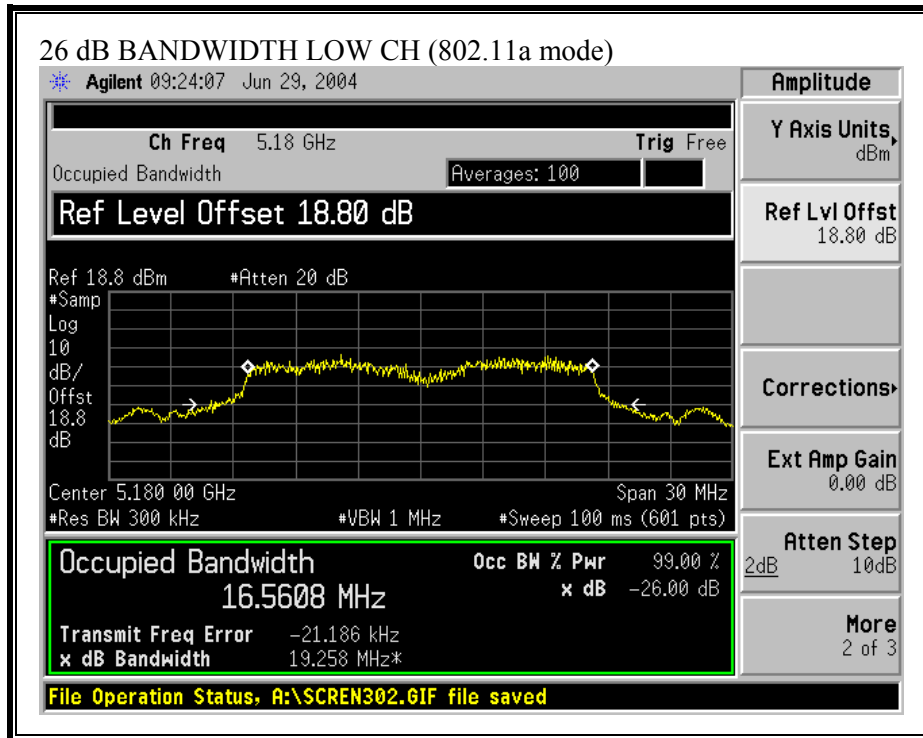 26 dB BANDWIDTH LOW CH (802.11a mode)
Agilent 09:24:07 Jun 29, 2004
Ch Freq 5.18 GHz Trig Free
Occupied Bandwidth Averages: 100
Ref Level Offset 18.80 dB
Ref 18.8 dBm #Atten 20 dB
#Samp
Log
10
dB/
Offst
18.8
dB
Center 5.180 00 GHz Span 30 MHz
#Res BW 300 kHz #VBW 1 MHz #Sweep 100 ms (601 pts)
Occupied Bandwidth Occ BW % Pwr 99.00 %
16.5608 MHz x dB -26.00 dB
Transmit Freq Error -21.186 kHz
x dB Bandwidth 19.258 MHz*
File Operation Status, A:\SCREN302.GIF file saved
Amplitude
Y Axis Units
dBm
Ref Lvl Offst
18.80 dB
Corrections
Ext Amp Gain
0.00 dB
Atten Step
2dB 10dB
More
2 of 3